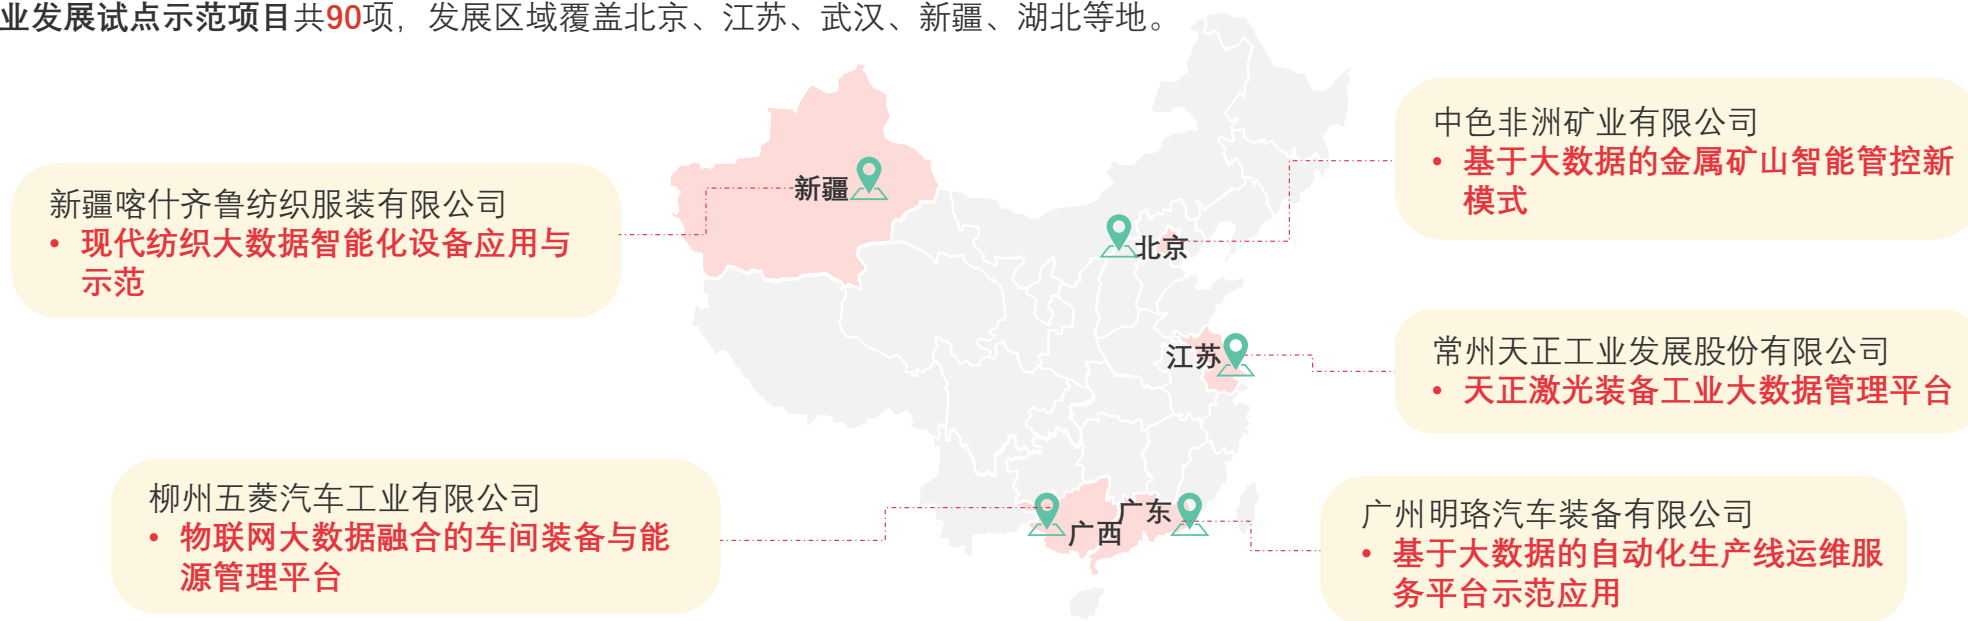 业发展试点示范项目共90项，发展区域覆盖北京、江苏、武汉、新疆、湖北等地。
中色非洲矿业有限公司
• 基于大数据的金属矿山智能管控新
模式
新疆喀什齐鲁纺织服装有限公司
• 现代纺织大数据智能化设备应用与
示范
新疆
北京
常州天正工业发展股份有限公司
• 天正激光装备工业大数据管理平台
江苏
柳州五菱汽车工业有限公司
• 物联网大数据融合的车间装备与能
源管理平台
广西
广东
广州明珞汽车装备有限公司
• 基于大数据的自动化生产线运维服
务平台示范应用